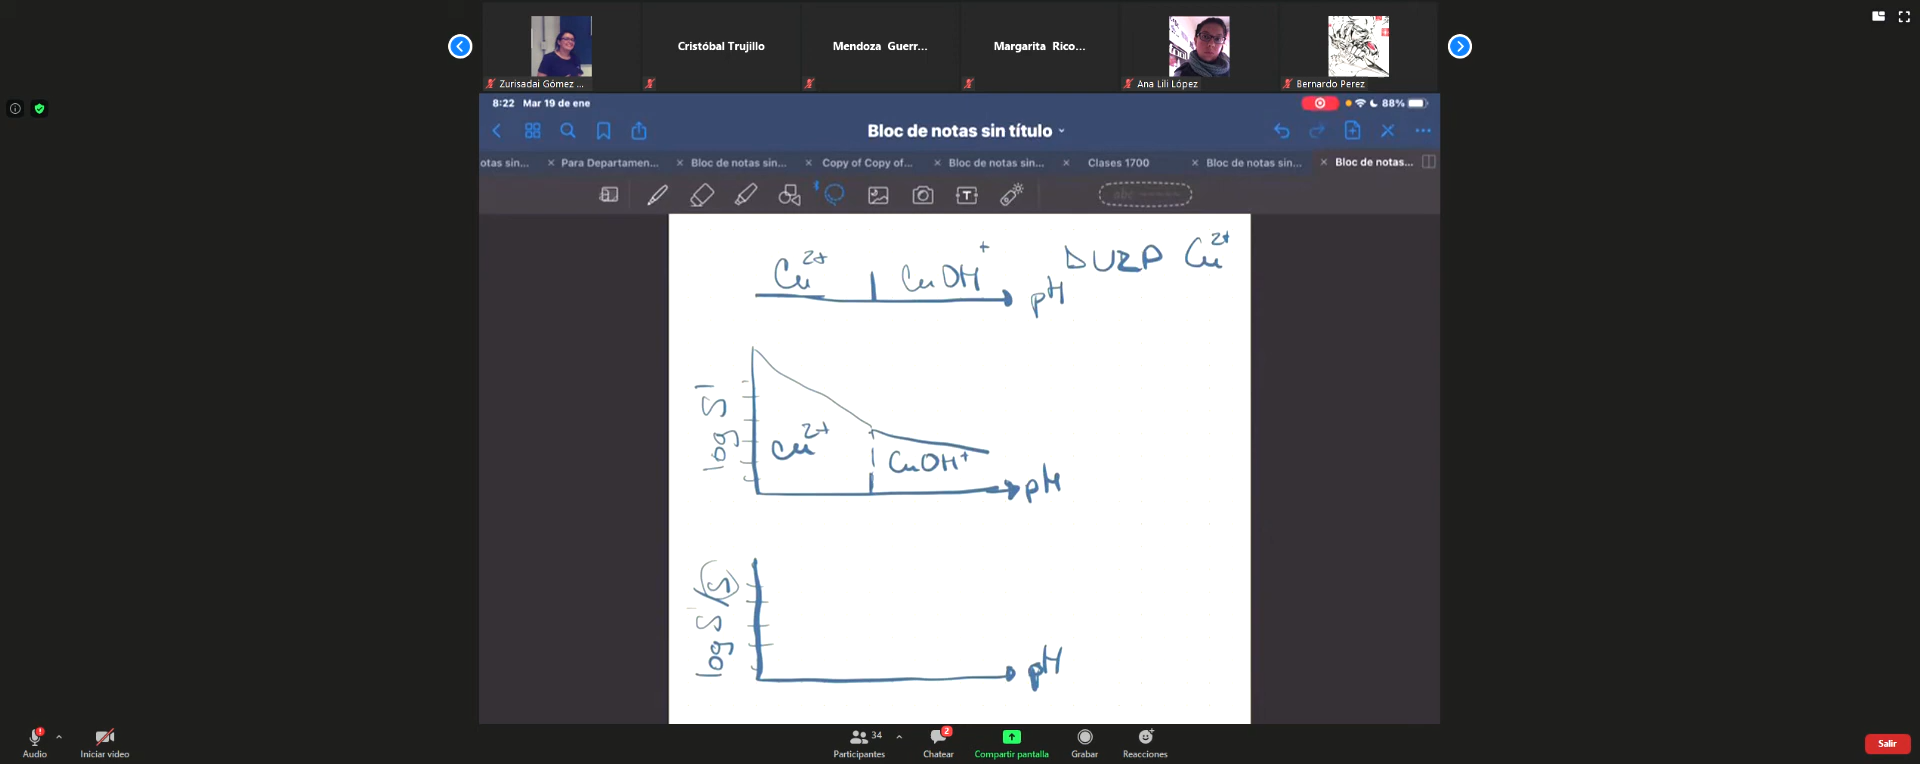 Cristóbal Trujillo
Mendoza Guerr...
Margarita Rico...
Zurisadai Gómez ...
Ana Lili López
Bernardo Perez
8:22 Mar 19 de ene
88%
Bloc de notas sin título
otas sin...
Para Departamen...
Bloc de notas sin...
Copy of Copy of...
Bloc de notas sin...
Clases 1700
Bloc de notas sin...
Bloc de notas...
T
abc
Cu²⁺ CuOH⁺ pH
DUZP Cu²⁺
log S'
Cu²⁺ CuOH⁺ pH
pH
Audio
Iniciar video
Participantes 34
Chatear 2
Compartir pantalla
Grabar
Reacciones
Salir